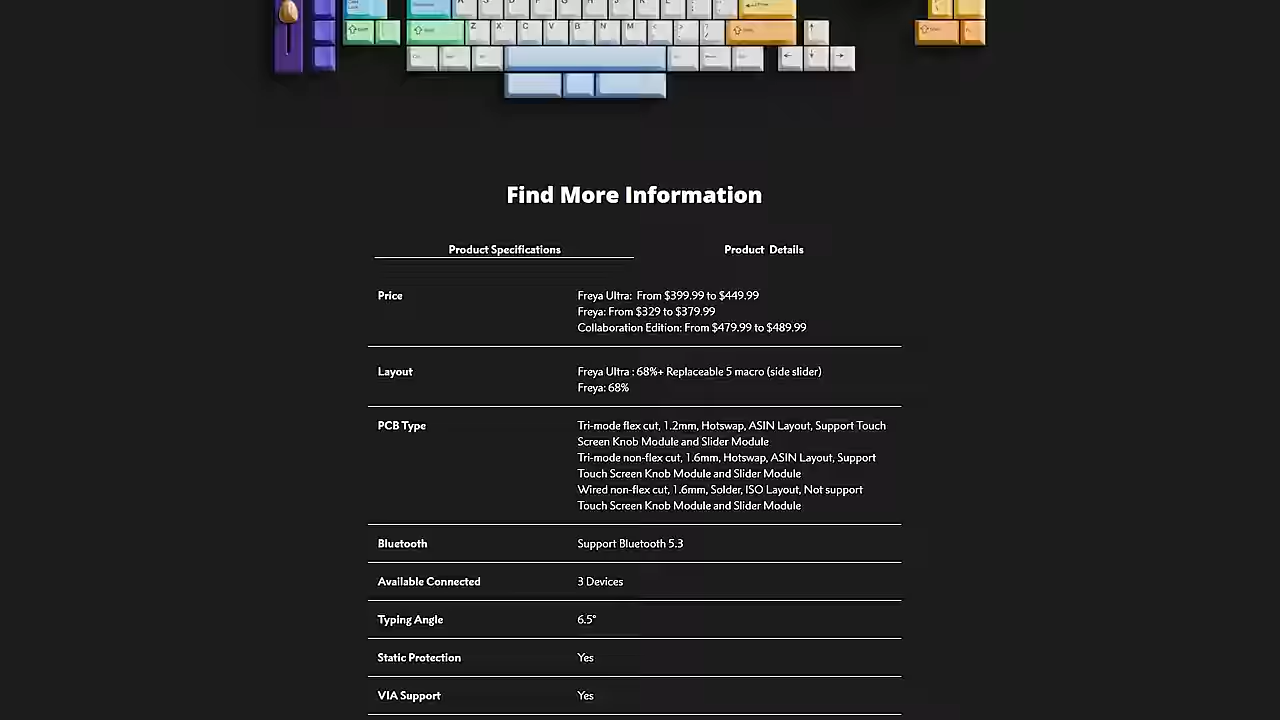 Z X C V B N M
Find More Information
Product Specifications Product Details
Price Freya Ultra: From $399.99 to $449.99
Freya: From $329 to $379.99
Collaboration Edition: From $479.99 to $489.99
Layout Freya Ultra : 68%+ Replaceable 5 macro (side slider)
Freya: 68%
PCB Type Tri-mode flex cut, 1.2mm, Hotswap, ASIN Layout, Support Touch
Screen Knob Module and Slider Module
Tri-mode non-flex cut, 1.6mm, Hotswap, ASIN Layout, Support
Touch Screen Knob Module and Slider Module
Wired non-flex cut, 1.6mm, Solder, ISO Layout, Not support
Touch Screen Knob Module and Slider Module
Bluetooth Support Bluetooth 5.3
Available Connected 3 Devices
Typing Angle 6.5°
Static Protection Yes
VIA Support Yes